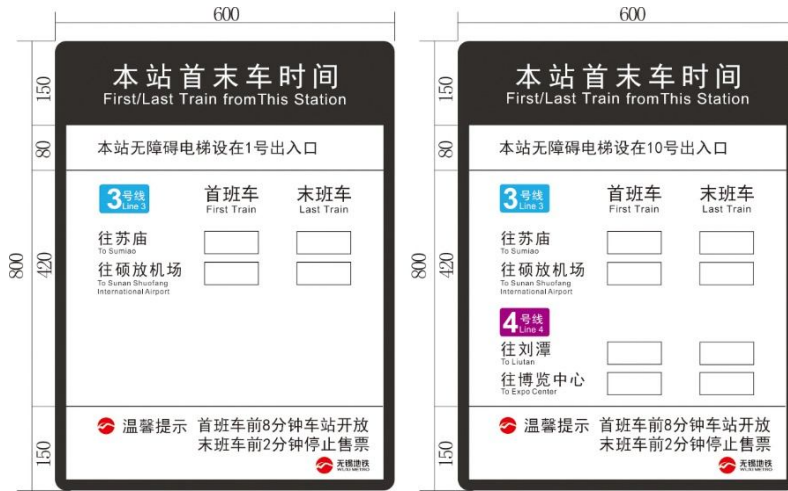 600
150
80
800
420
150
本站首末车时间
First/Last Train fromThis Station
本站无障碍电梯设在1号出入口
3号线
Line 3
首班车
First Train
末班车
Last Train
往苏庙
To Sumiao
往硕放机场
To Sunan Shuofang
International Airport
温馨提示 首班车前8分钟车站开放
末班车前2分钟停止售票
无锡地铁
WUXI METRO
600
150
80
800
420
150
本站首末车时间
First/Last Train fromThis Station
本站无障碍电梯设在10号出入口
3号线
Line 3
首班车
First Train
末班车
Last Train
往苏庙
To Sumiao
往硕放机场
To Sunan Shuofang
International Airport
4号线
Line 4
往刘潭
To Liutan
往博览中心
To Expo Center
温馨提示 首班车前8分钟车站开放
末班车前2分钟停止售票
无锡地铁
WUXI METRO